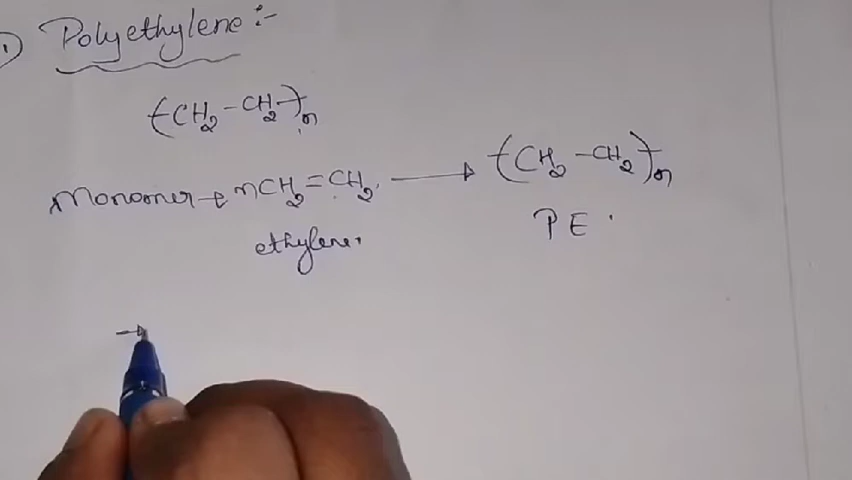 1) Polyethylene :-
(CH2 - CH2)n
Monomer → nCH2 = CH2 → (CH2 - CH2)n
ethylene. PE.
→